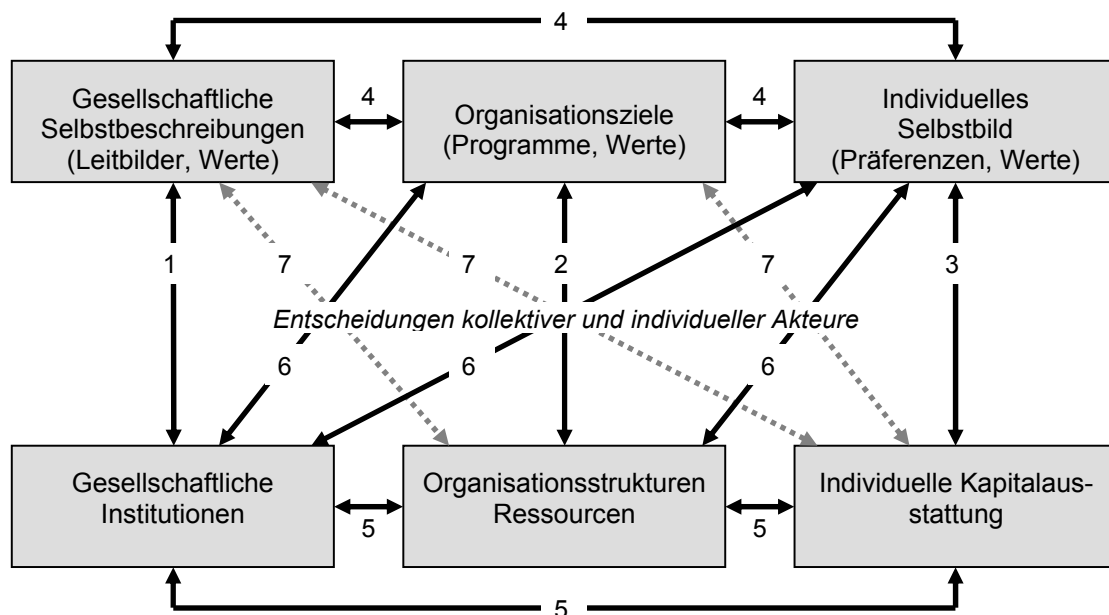 4
Gesellschaftliche
Selbstbeschreibungen
(Leitbilder, Werte)
4
Organisationsziele
(Programme, Werte)
4
Individuelles
Selbstbild
(Präferenzen, Werte)
1
7
7
2
7
3
Entscheidungen kollektiver und individueller Akteure
6
6
6
Gesellschaftliche
Institutionen
5
Organisationsstrukturen
Ressourcen
5
Individuelle Kapitalaus-
stattung
5